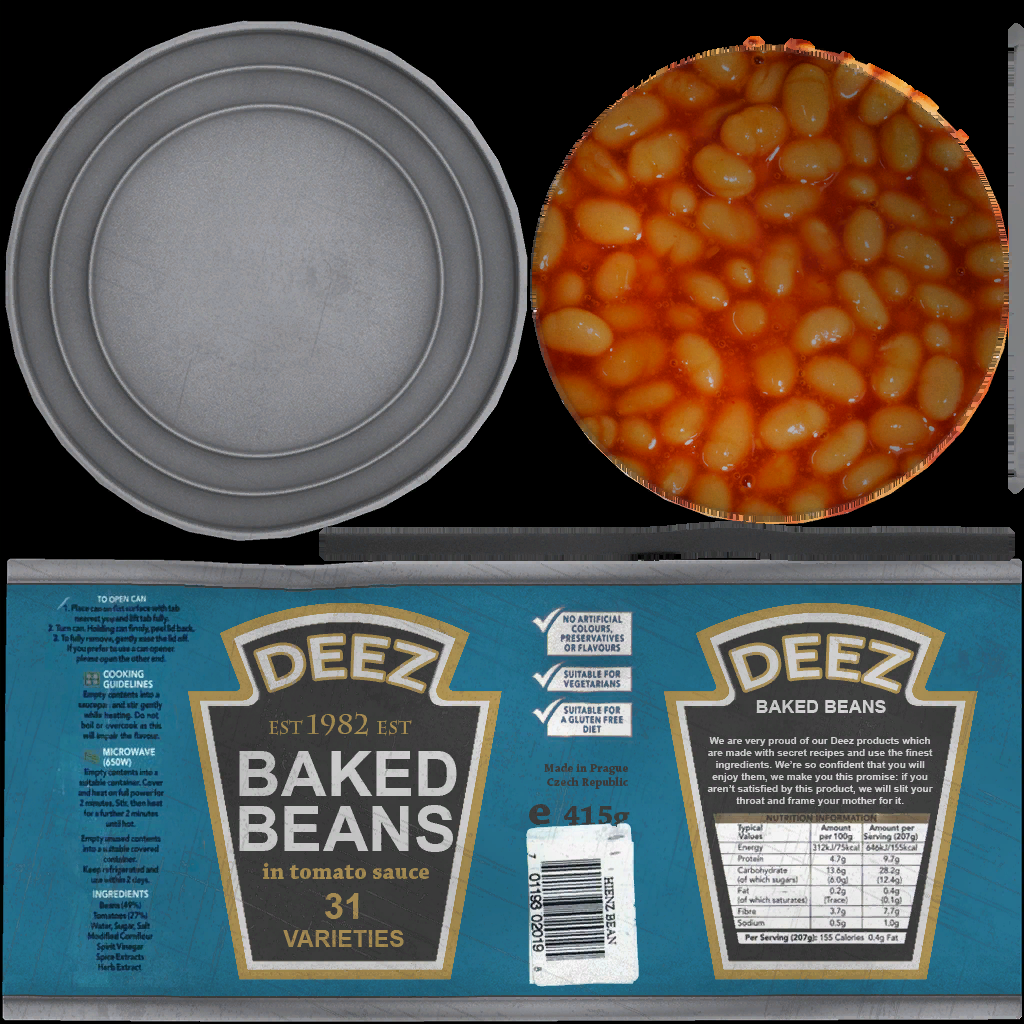 TO OPEN CAN
1. Place can on flat surface with tab
nearest you and lift tab fully.
2. Turn can. Holding can firmly, peel lid back.
3. To fully remove, gently ease the lid off.
If you prefer to use a can opener
please open the other end.
COOKING
GUIDELINES
Empty contents into a
saucepan and stir gently
while heating. Do not
boil or overcook as this
will impair the flavour.
MICROWAVE
(650W)
Empty contents into a
suitable container. Cover
and heat on full power for
2 minutes. Stir, then heat
for a further 2 minutes
until hot.
Empty unused contents
into a suitable covered
container.
Keep refrigerated and
use within 2 days.
INGREDIENTS
Beans (49%)
Tomatoes (27%)
Water, Sugar, Salt
Modified Cornflour
Spirit Vinegar
Spice Extracts
Herb Extract
DEEZ
EST 1982 EST
BAKED
BEANS
in tomato sauce
31
VARIETIES
NO ARTIFICIAL
COLOURS,
PRESERVATIVES
OR FLAVOURS
SUITABLE FOR
VEGETARIANS
SUITABLE FOR
A GLUTEN FREE
DIET
Made in Prague
Czech Republic
e 415g
HIENZ BEAN
7 01190 02019 8
DEEZ
BAKED BEANS
We are very proud of our Deez products which
are made with secret recipes and use the finest
ingredients. We're so confident that you will
enjoy them, we make you this promise: if you
aren't satisfied by this product, we will slit your
throat and frame your mother for it.
NUTRITION INFORMATION
Typical Values Amount per 100g Amount per Serving (207g)
Energy 312kJ/75kcal 646kJ/155kcal
Protein 4.7g 9.7g
Carbohydrate 13.6g 28.2g
(of which sugars) (6.0g) (12.4g)
Fat 0.2g 0.4g
(of which saturates) (Trace) (0.1g)
Fibre 3.7g 7.7g
Sodium 0.5g 1.0g
Per Serving (207g): 155 Calories 0.4g Fat